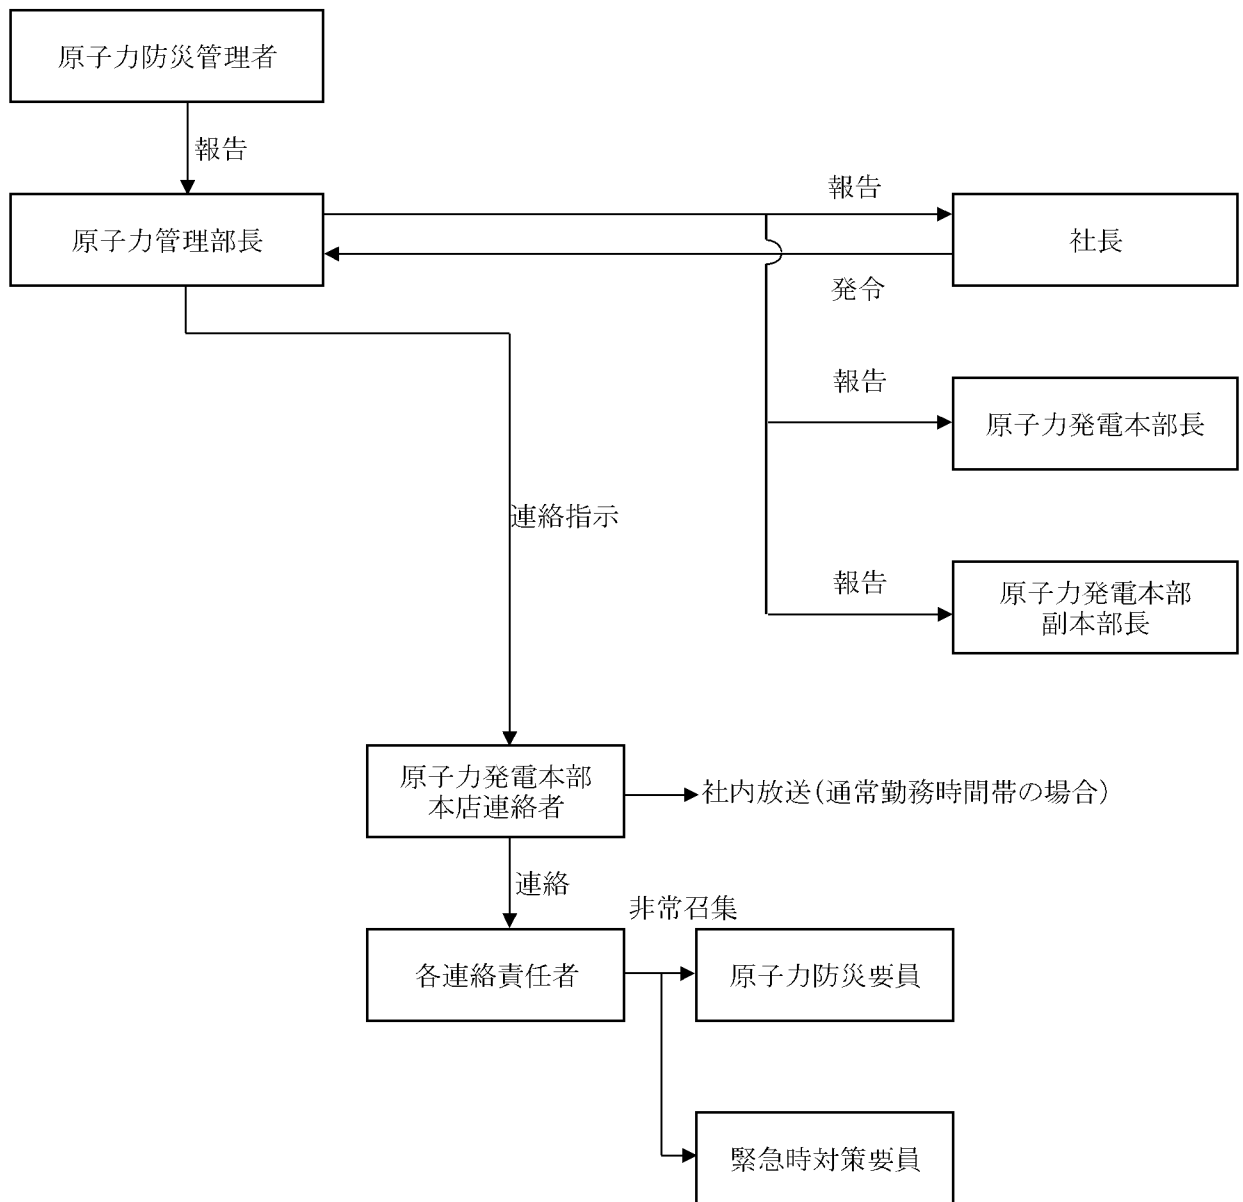 原子力防災管理者
報告
報告
原子力管理部長
社長
発令
報告
原子力発電本部長
連絡指示
報告
原子力発電本部
副本部長
原子力発電本部
本店連絡者
社内放送(通常勤務時間帯の場合)
連絡
非常召集
各連絡責任者
原子力防災要員
緊急時対策要員